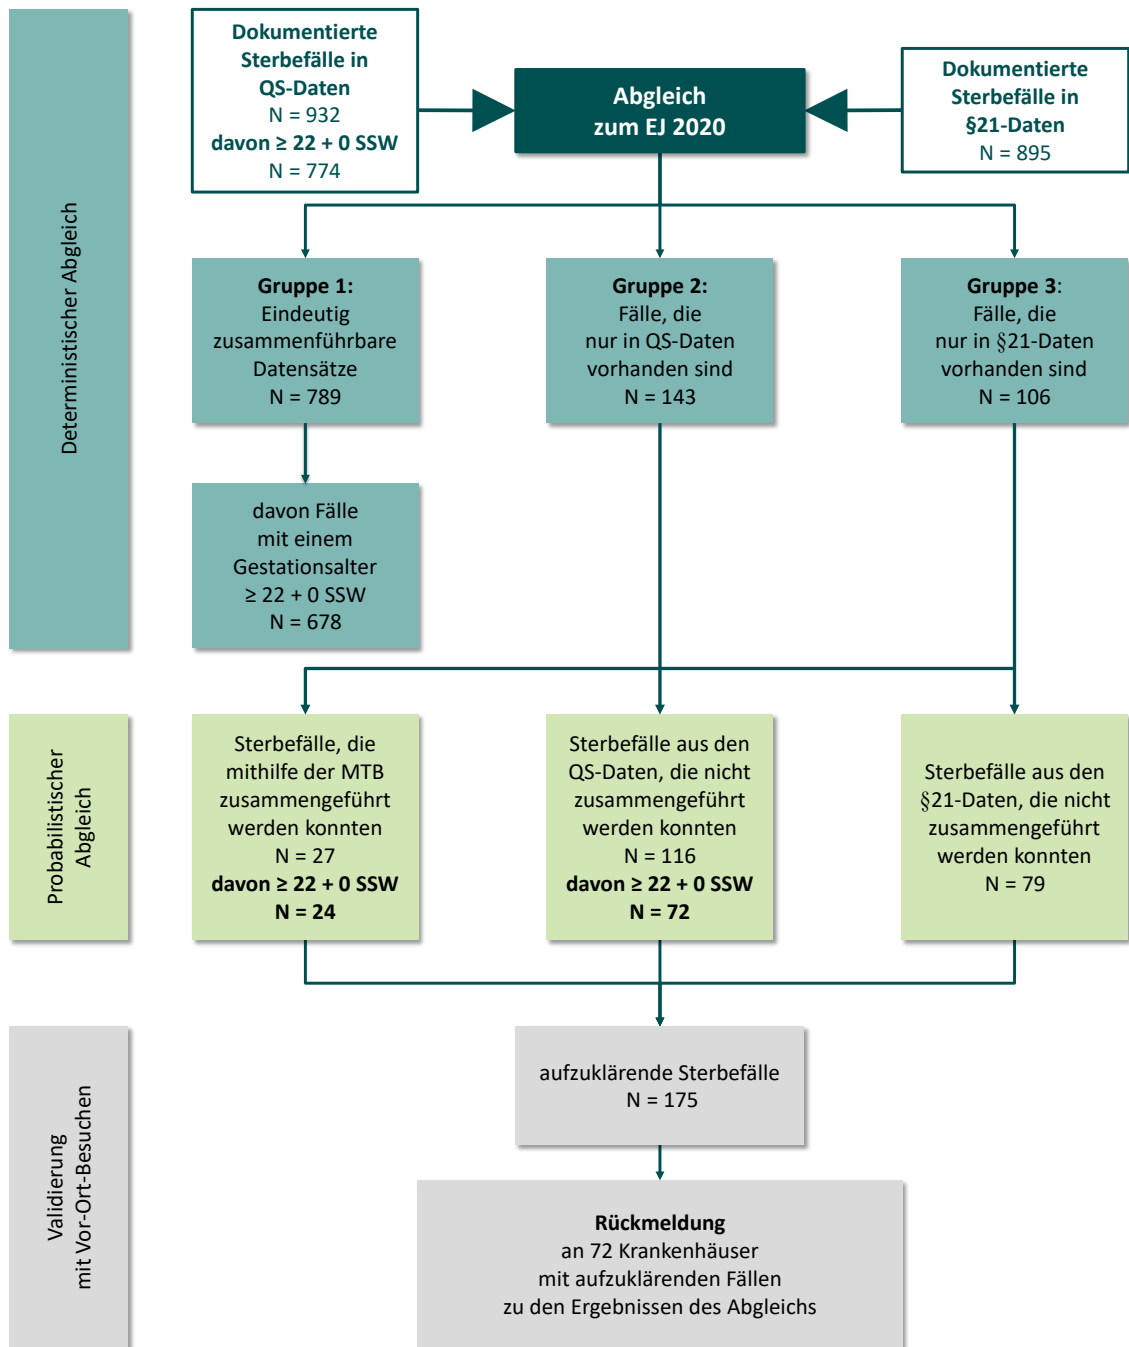 Dokumentierte
Sterbefälle in
QS-Daten
N = 932
davon ≥ 22 + 0 SSW
N = 774
Abgleich
zum EJ 2020
Dokumentierte
Sterbefälle in
§21-Daten
N = 895
Deterministischer Abgleich
Gruppe 1:
Eindeutig
zusammenführbare
Datensätze
N = 789
Gruppe 2:
Fälle, die
nur in QS-Daten
vorhanden sind
N = 143
Gruppe 3:
Fälle, die
nur in §21-Daten
vorhanden sind
N = 106
davon Fälle
mit einem
Gestationsalter
≥ 22 + 0 SSW
N = 678
Probabilistischer
Abgleich
Sterbefälle, die
mithilfe der MTB
zusammengeführt
werden konnten
N = 27
davon ≥ 22 + 0 SSW
N = 24
Sterbefälle aus den
QS-Daten, die nicht
zusammengeführt
werden konnten
N = 116
davon ≥ 22 + 0 SSW
N = 72
Sterbefälle aus den
§21-Daten, die nicht
zusammengeführt
werden konnten
N = 79
Validierung
mit Vor-Ort-Besuchen
aufzuklärende Sterbefälle
N = 175
Rückmeldung
an 72 Krankenhäuser
mit aufzuklärenden Fällen
zu den Ergebnissen des Abgleichs